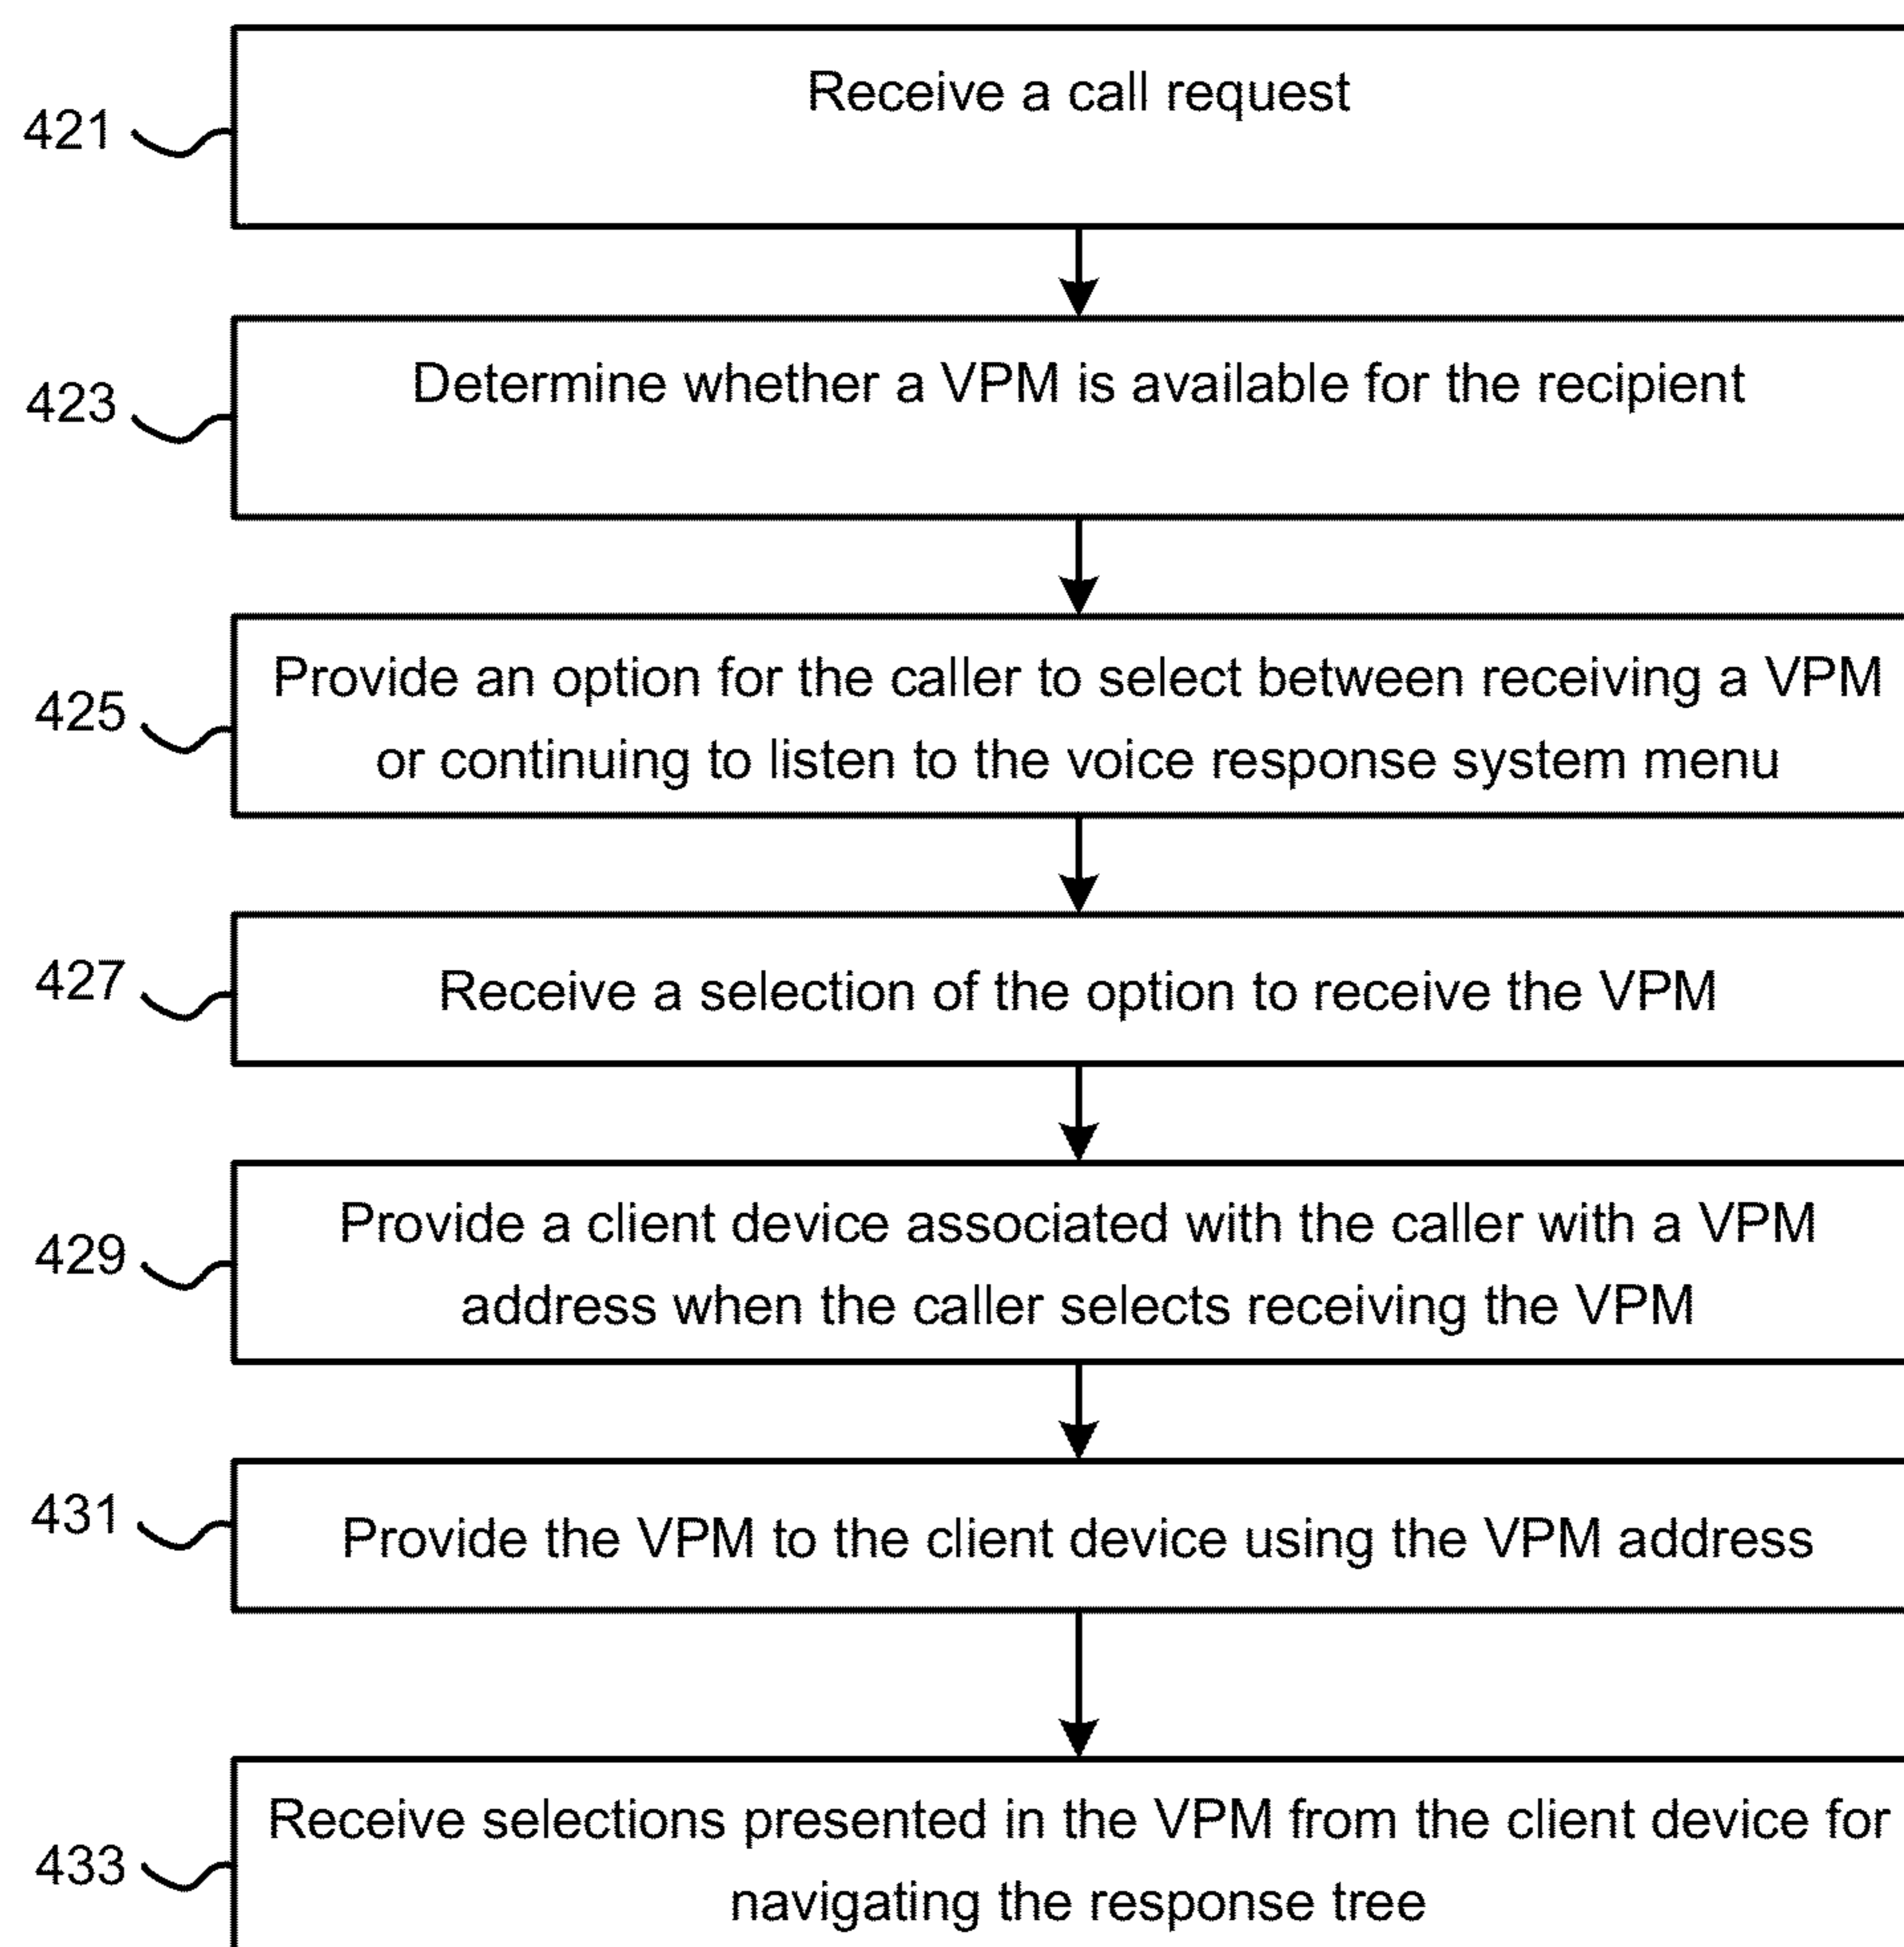 421
Receive a call request
423
Determine whether a VPM is available for the recipient
425
Provide an option for the caller to select between receiving a VPM
or continuing to listen to the voice response system menu
427
Receive a selection of the option to receive the VPM
429
Provide a client device associated with the caller with a VPM
address when the caller selects receiving the VPM
431
Provide the VPM to the client device using the VPM address
433
Receive selections presented in the VPM from the client device for
navigating the response tree